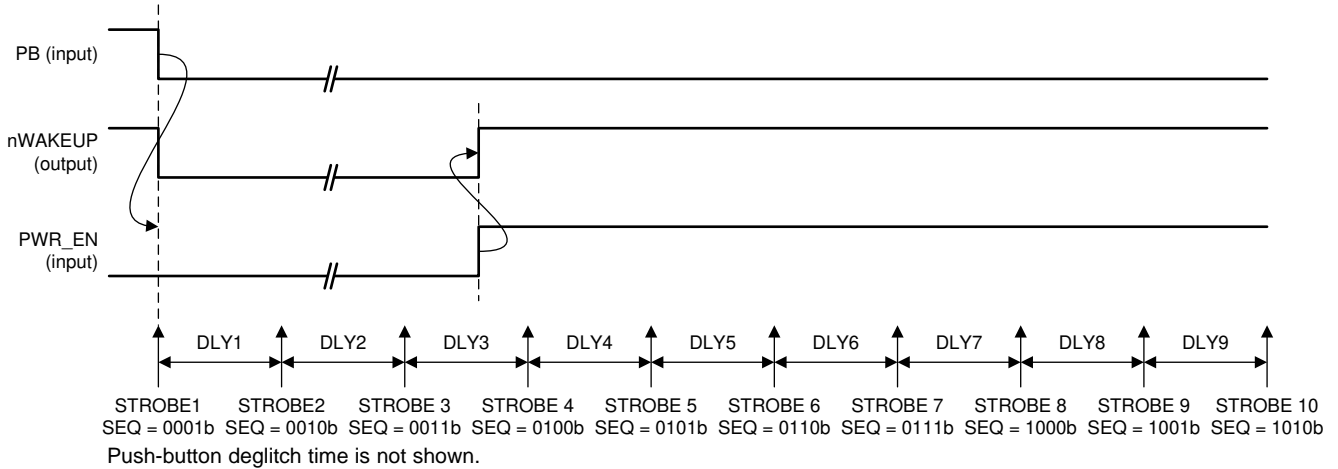 PB (input)
nWAKEUP
(output)
PWR_EN
(input)
DLY1 DLY2 DLY3 DLY4 DLY5 DLY6 DLY7 DLY8 DLY9
STROBE1 STROBE2 STROBE 3 STROBE 4 STROBE 5 STROBE 6 STROBE 7 STROBE 8 STROBE 9 STROBE 10
SEQ = 0001b SEQ = 0010b SEQ = 0011b SEQ = 0100b SEQ = 0101b SEQ = 0110b SEQ = 0111b SEQ = 1000b SEQ = 1001b SEQ = 1010b
Push-button deglitch time is not shown.